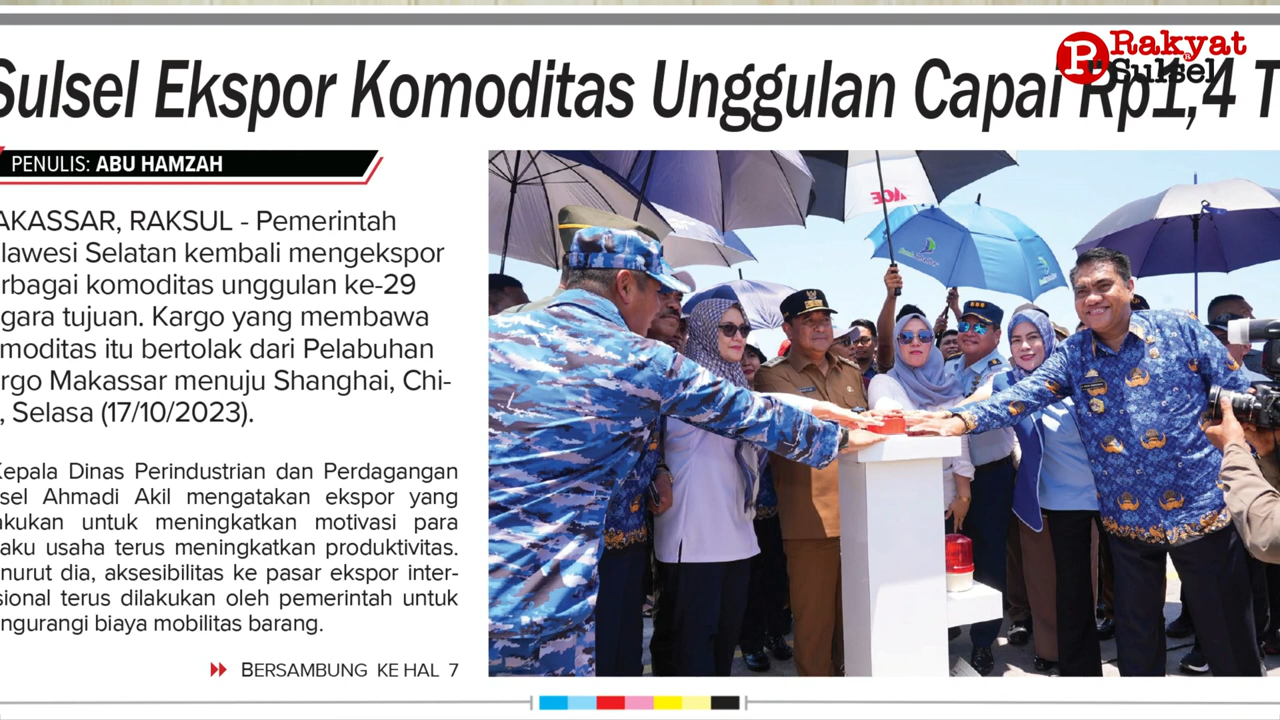 Rakyat
Sulsel
Sulsel Ekspor Komoditas Unggulan Capai Rp1,4 T
PENULIS: ABU HAMZAH
AKASSAR, RAKSUL - Pemerintah
lawesi Selatan kembali mengekspor
rbagai komoditas unggulan ke-29
gara tujuan. Kargo yang membawa
moditas itu bertolak dari Pelabuhan
rgo Makassar menuju Shanghai, Chi-
, Selasa (17/10/2023).
Kepala Dinas Perindustrian dan Perdagangan
sel Ahmadi Akil mengatakan ekspor yang
akukan untuk meningkatkan motivasi para
aku usaha terus meningkatkan produktivitas.
nurut dia, aksesibilitas ke pasar ekspor inter-
sional terus dilakukan oleh pemerintah untuk
ngurangi biaya mobilitas barang.
BERSAMBUNG KE HAL 7
ACE